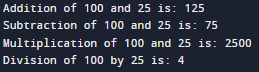 Addition of 100 and 25 is: 125
Subtraction of 100 and 25 is: 75
Multiplication of 100 and 25 is: 2500
Division of 100 by 25 is: 4